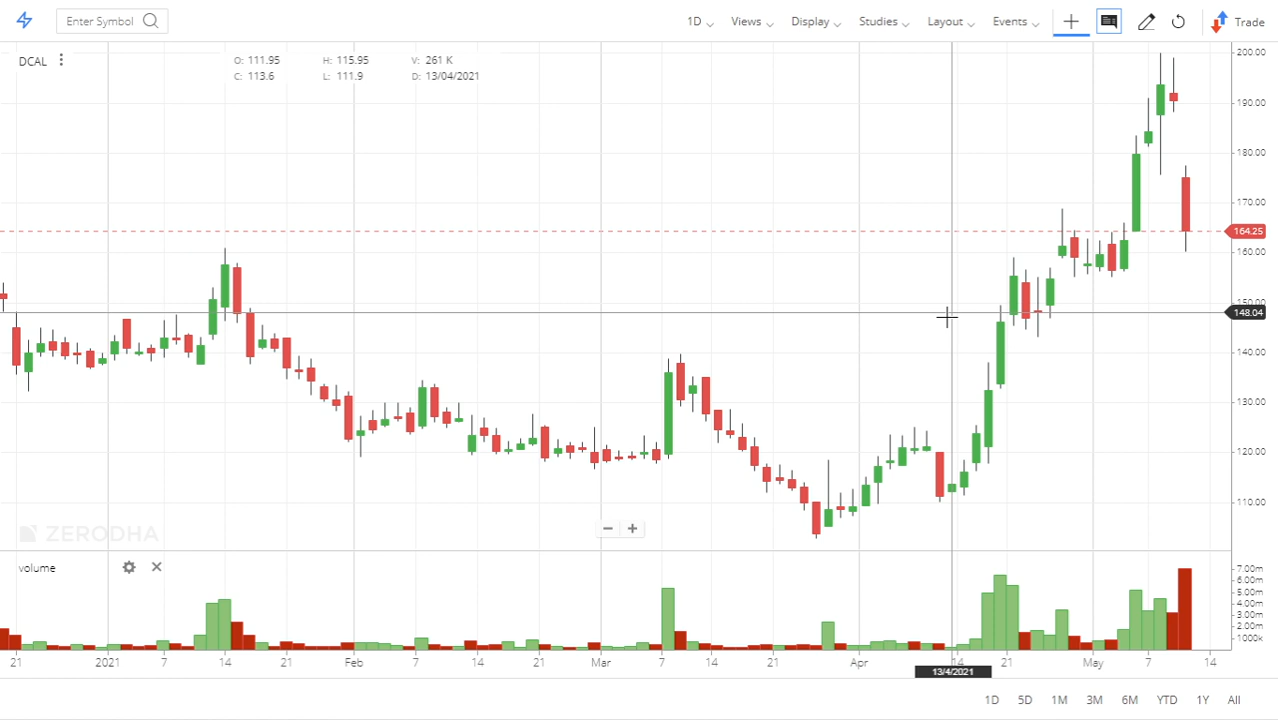 Enter Symbol
1D Views Display Studies Layout Events Trade
DCAL
O: 111.95 H: 115.95 V: 261 K
C: 113.6 L: 111.9 D: 13/04/2021
200.00
190.00
180.00
170.00
164.25
160.00
150.00
148.04
140.00
130.00
120.00
110.00
ZERODHA
volume
7.00m
6.00m
5.00m
4.00m
3.00m
2.00m
1000k
21 2021 7 14 21 Feb 7 14 21 Mar 7 14 21 Apr 14 21 May 7 14
13/4/2021
1D 5D 1M 3M 6M YTD 1Y All